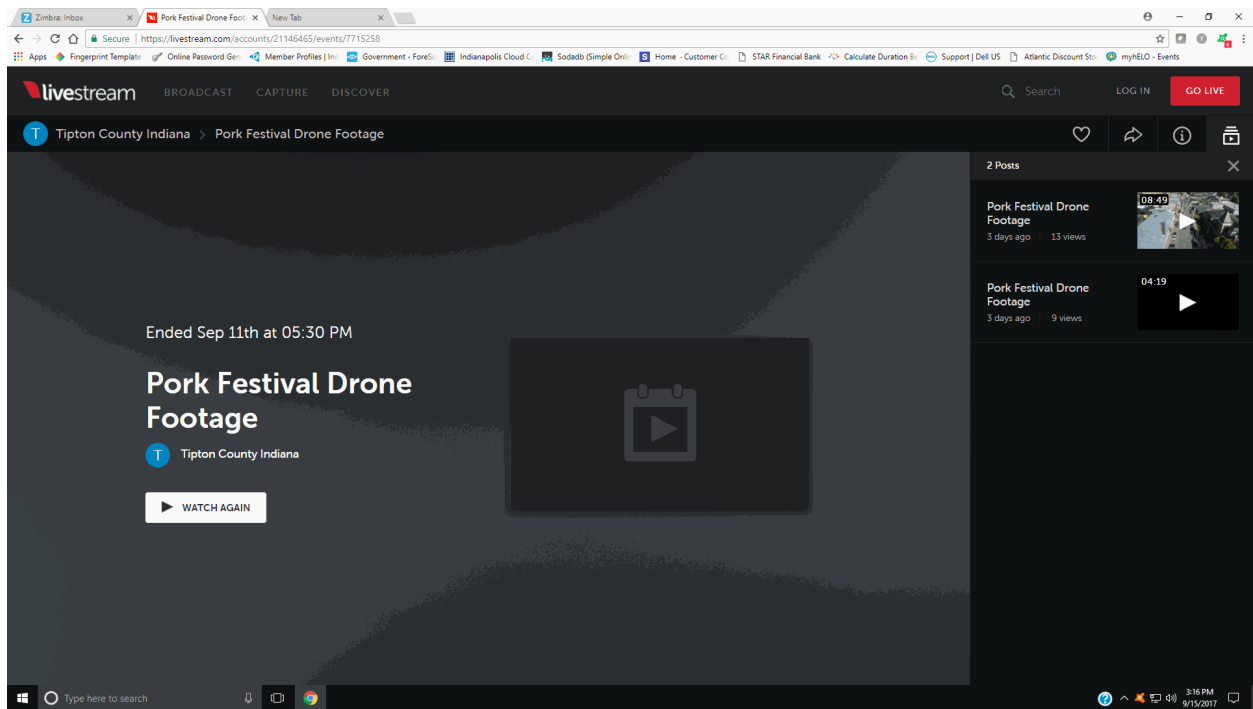 Zimbra: Inbox
Pork Festival Drone Foot
New Tab
Secure
https://livestream.com/accounts/21146465/events/7715258
Apps
Fingerprint Template
Online Password Gen
Member Profiles | Ind
Government - ForeSc
Indianapolis Cloud C
Sodadb (Simple Onlin
S Home - Customer Co
STAR Financial Bank
Calculate Duration Be
Support | Dell US
Atlantic Discount Sto
myhELO - Events
livestream
BROADCAST
CAPTURE
DISCOVER
Search
LOG IN
GO LIVE
T Tipton County Indiana > Pork Festival Drone Footage
2 Posts
Pork Festival Drone
Footage
3 days ago | 13 views
08:49
Pork Festival Drone
Footage
3 days ago | 9 views
04:19
Ended Sep 11th at 05:30 PM
Pork Festival Drone
Footage
T Tipton County Indiana
WATCH AGAIN
Type here to search
3:16 PM
9/15/2017